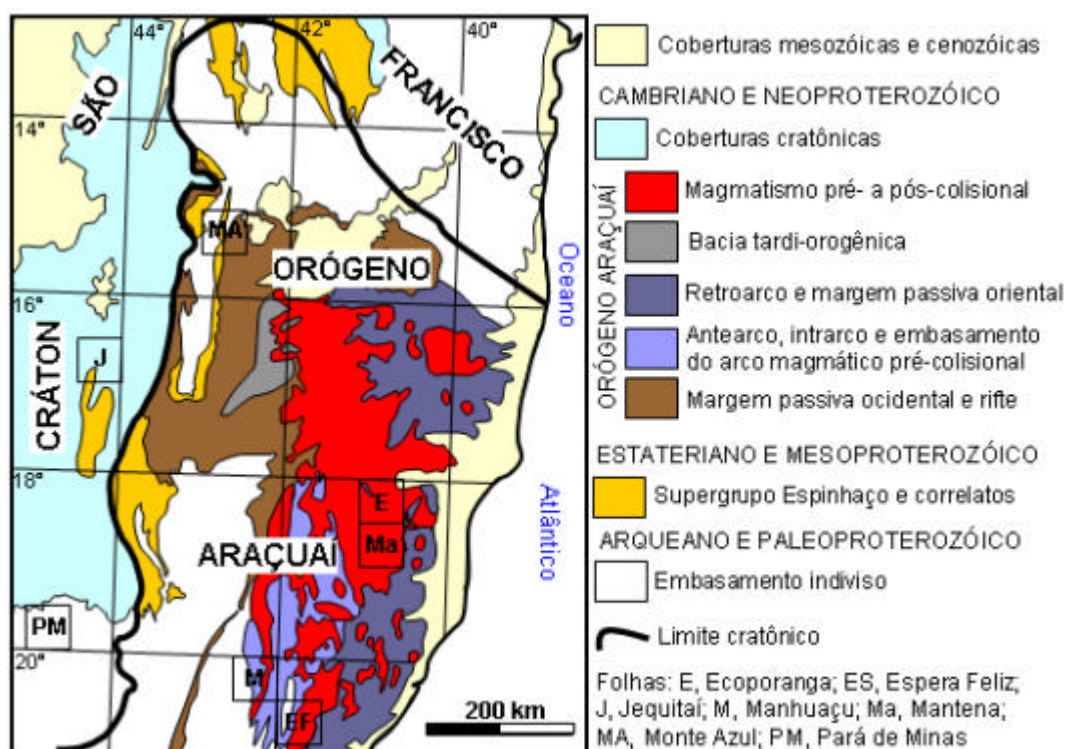 44°
42°
40°
14°
16°
18°
20°
SÃO
FRANCISCO
CRÁTON
MA
ORÓGENO
ARAÇUAÍ
J
E
Ma
PM
M
EF
Oceano
Atlântico
200 km
Coberturas mesozóicas e cenozóicas
CAMBRIANO E NEOPROTEROZÓICO
Coberturas cratônicas
ORÓGENO ARAÇUAÍ
Magmatismo pré- a pós-colisional
Bacia tardi-orogênica
Retroarco e margem passiva oriental
Antearco, intrarco e embasamento
do arco magmático pré-colisional
Margem passiva ocidental e rifte
ESTATERIANO E MESOPROTEROZÓICO
Supergrupo Espinhaço e correlatos
ARQUEANO E PALEOPROTEROZÓICO
Embasamento indiviso
Limite cratônico
Folhas: E, Ecoporanga; ES, Espera Feliz;
J, Jequitaí; M, Manhuaçu; Ma, Mantena;
MA, Monte Azul; PM, Pará de Minas